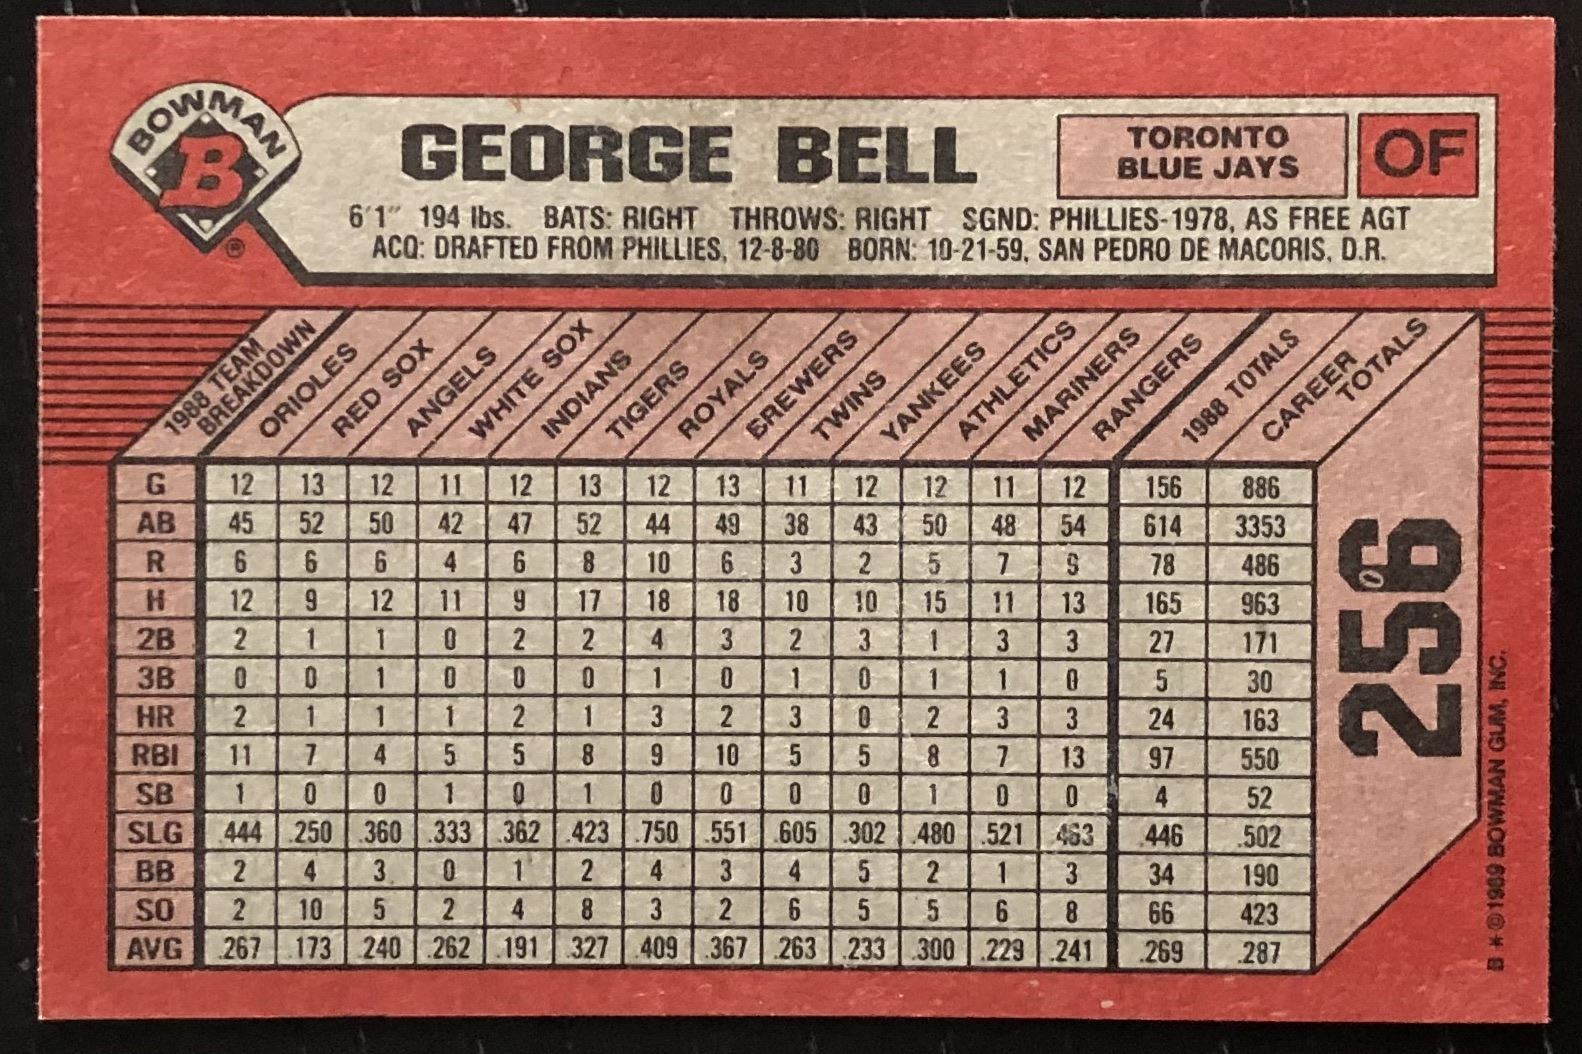 BOWMAN
B
®
GEORGE BELL
TORONTO
BLUE JAYS
OF
6'1" 194 lbs. BATS: RIGHT THROWS: RIGHT SGND: PHILLIES-1978, AS FREE AGT
ACQ: DRAFTED FROM PHILLIES, 12-8-80 BORN: 10-21-59, SAN PEDRO DE MACORIS, D.R.
1988 TEAM BREAKDOWN ORIOLES RED SOX ANGELS WHITE SOX INDIANS TIGERS ROYALS BREWERS TWINS YANKEES ATHLETICS MARINERS RANGERS 1988 TOTALS CAREER TOTALS
G 12 13 12 11 12 13 12 13 11 12 12 11 12 156 886
AB 45 52 50 42 47 52 44 49 38 43 50 48 54 614 3353
R 6 6 6 4 6 8 10 6 3 2 5 7 9 78 486
H 12 9 12 11 9 17 18 18 10 10 15 11 13 165 963
2B 2 1 1 0 2 2 4 3 2 3 1 3 3 27 171
3B 0 0 1 0 0 0 1 0 1 0 1 1 0 5 30
HR 2 1 1 1 2 1 3 2 3 0 2 3 3 24 163
RBI 11 7 4 5 5 8 9 10 5 5 8 7 13 97 550
SB 1 0 0 1 0 1 0 0 0 0 1 0 0 4 52
SLG .444 .250 .360 .333 .362 .423 .750 .551 .605 .302 .480 .521 .463 .446 .502
BB 2 4 3 0 1 2 4 3 4 5 2 1 3 34 190
SO 2 10 5 2 4 8 3 2 6 5 5 6 8 66 423
AVG .267 .173 .240 .262 .191 .327 .409 .367 .263 .233 .300 .229 .241 .269 .287
256
B*©1989 BOWMAN GUM, INC.